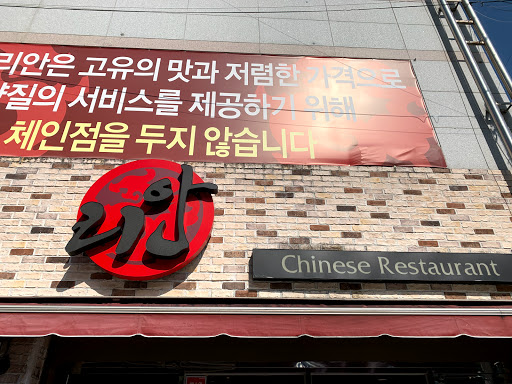 리안은 고유의 맛과 저렴한 가격으로
양질의 서비스를 제공하기 위해
체인점을 두지 않습니다
리안
Chinese Restaurant